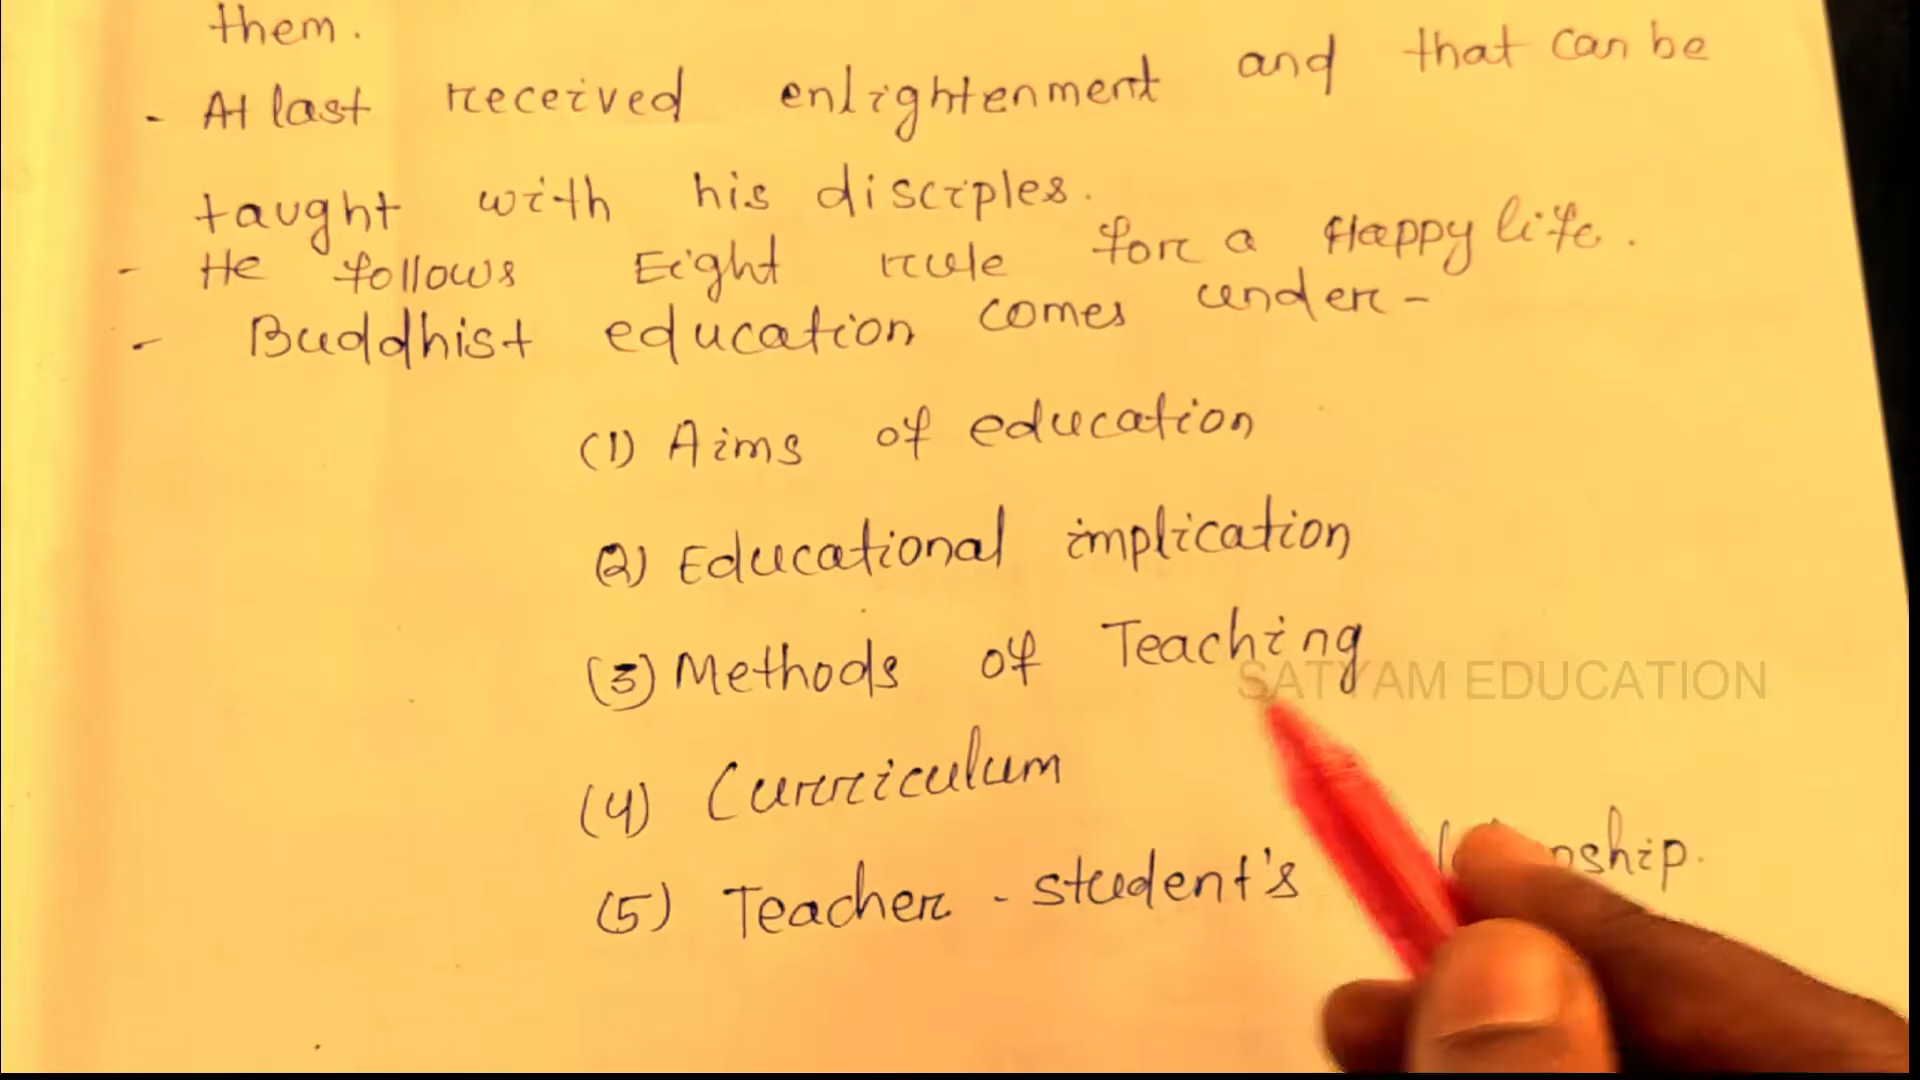 them.
- At last received enlightenment and that can be
taught with his disciples.
- He follows Eight rule for a Happy life.
- Buddhist education comes under -
(1) Aims of education
(2) Educational implication
(3) Methods of Teaching
SATYAM EDUCATION
(4) Curriculum
(5) Teacher - student's